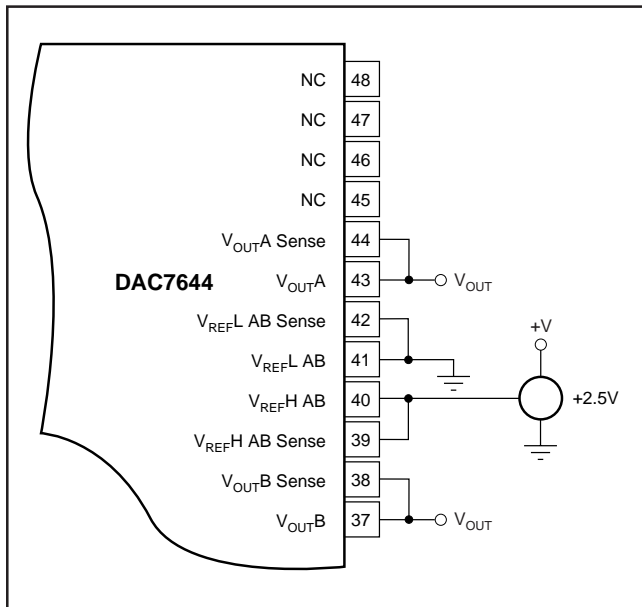 NC 48
NC 47
NC 46
NC 45
VOUTA Sense 44
DAC7644
VOUTA 43
VOUT
VREFL AB Sense 42
+V
VREFL AB 41
VREFH AB 40
+2.5V
VREFH AB Sense 39
VOUTB Sense 38
VOUTB 37
VOUT